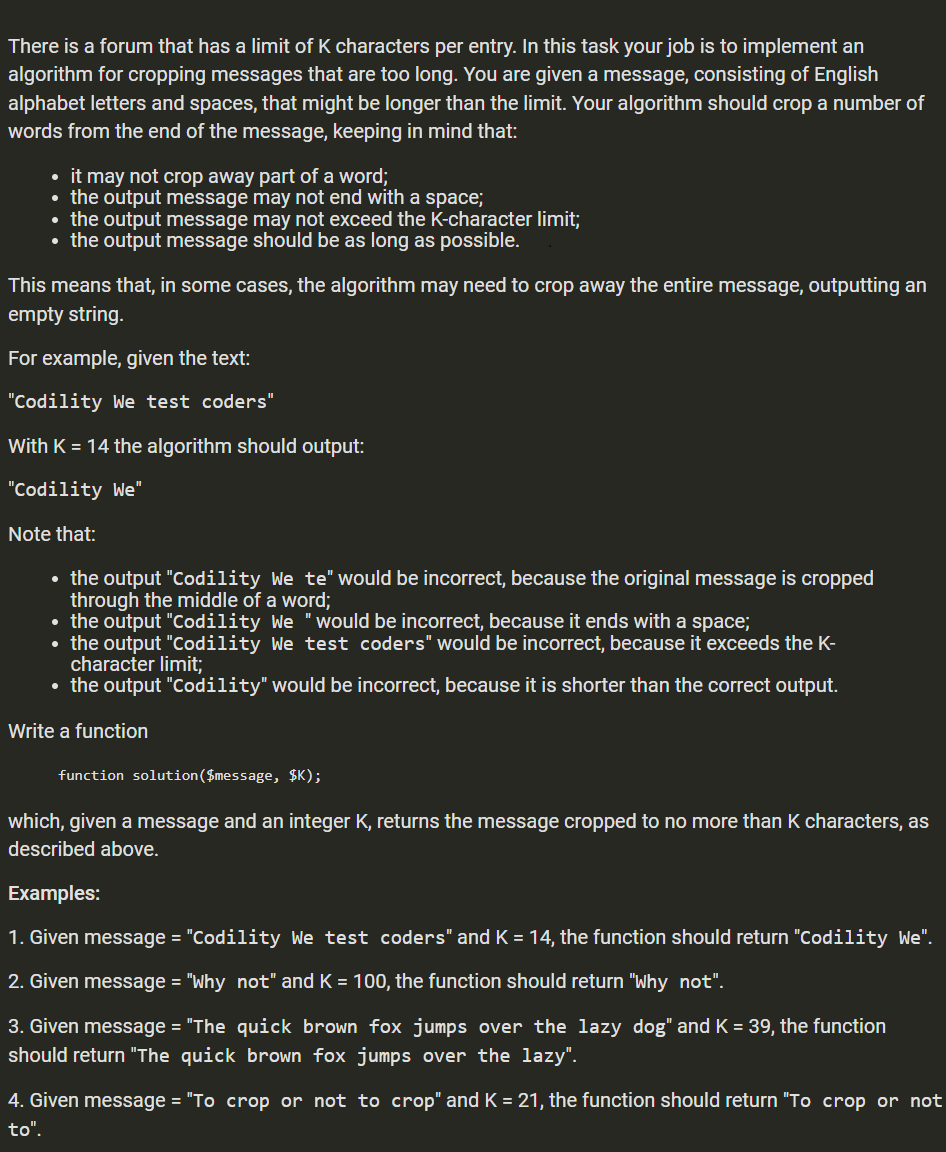 There is a forum that has a limit of K characters per entry. In this task your job is to implement an
algorithm for cropping messages that are too long. You are given a message, consisting of English
alphabet letters and spaces, that might be longer than the limit. Your algorithm should crop a number of
words from the end of the message, keeping in mind that:
• it may not crop away part of a word;
• the output message may not end with a space;
• the output message may not exceed the K-character limit;
• the output message should be as long as possible.
This means that, in some cases, the algorithm may need to crop away the entire message, outputting an
empty string.
For example, given the text:
"Codility We test coders"
With K = 14 the algorithm should output:
"Codility We"
Note that:
• the output "Codility We te" would be incorrect, because the original message is cropped
through the middle of a word;
• the output "Codility We " would be incorrect, because it ends with a space;
• the output "Codility We test coders" would be incorrect, because it exceeds the K-
character limit;
• the output "Codility" would be incorrect, because it is shorter than the correct output.
Write a function
function solution($message, $K);
which, given a message and an integer K, returns the message cropped to no more than K characters, as
described above.
Examples:
1. Given message = "Codility We test coders" and K = 14, the function should return "Codility We".
2. Given message = "Why not" and K = 100, the function should return "Why not".
3. Given message = "The quick brown fox jumps over the lazy dog" and K = 39, the function
should return "The quick brown fox jumps over the lazy".
4. Given message = "To crop or not to crop" and K = 21, the function should return "To crop or not
to".